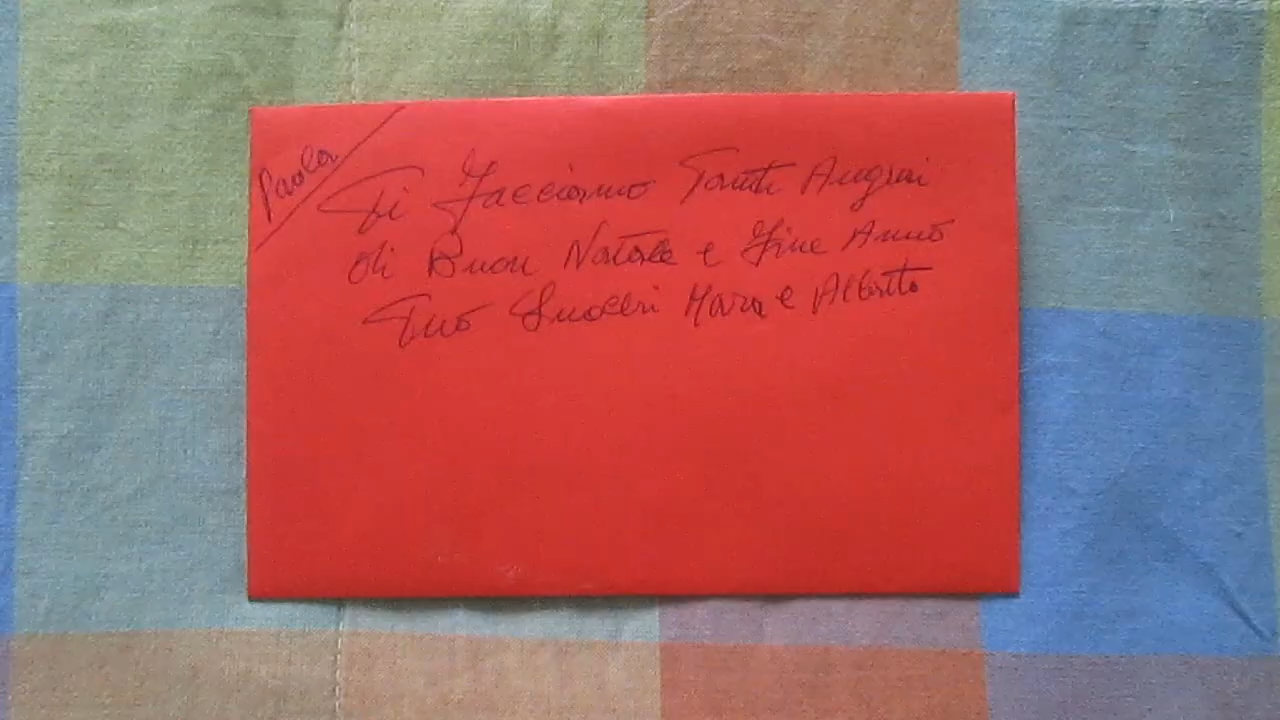 Paola
Ti Facciamo Tanti Auguri
di Buon Natale e Fine Anno
Tuo Suoceri Mara e Alberto